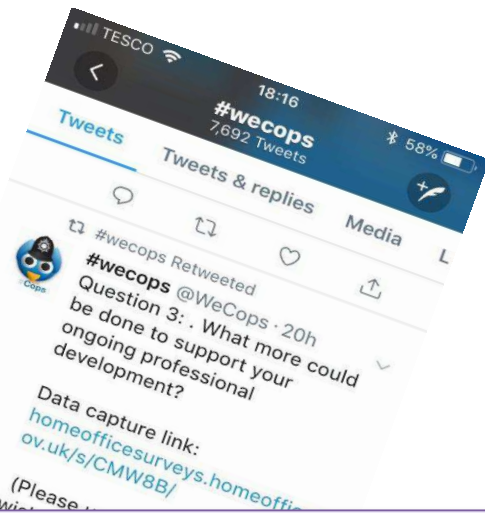 TESCO
18:16
58%
#wecops
7,692 Tweets
Tweets
Tweets & replies
Media
L
#wecops Retweeted
#wecops @WeCops · 20h
Question 3: . What more could
be done to support your
ongoing professional
development?
Data capture link:
homeofficesurveys.homeoffic
ov.uk/s/CMW8B/
(Please
Cops